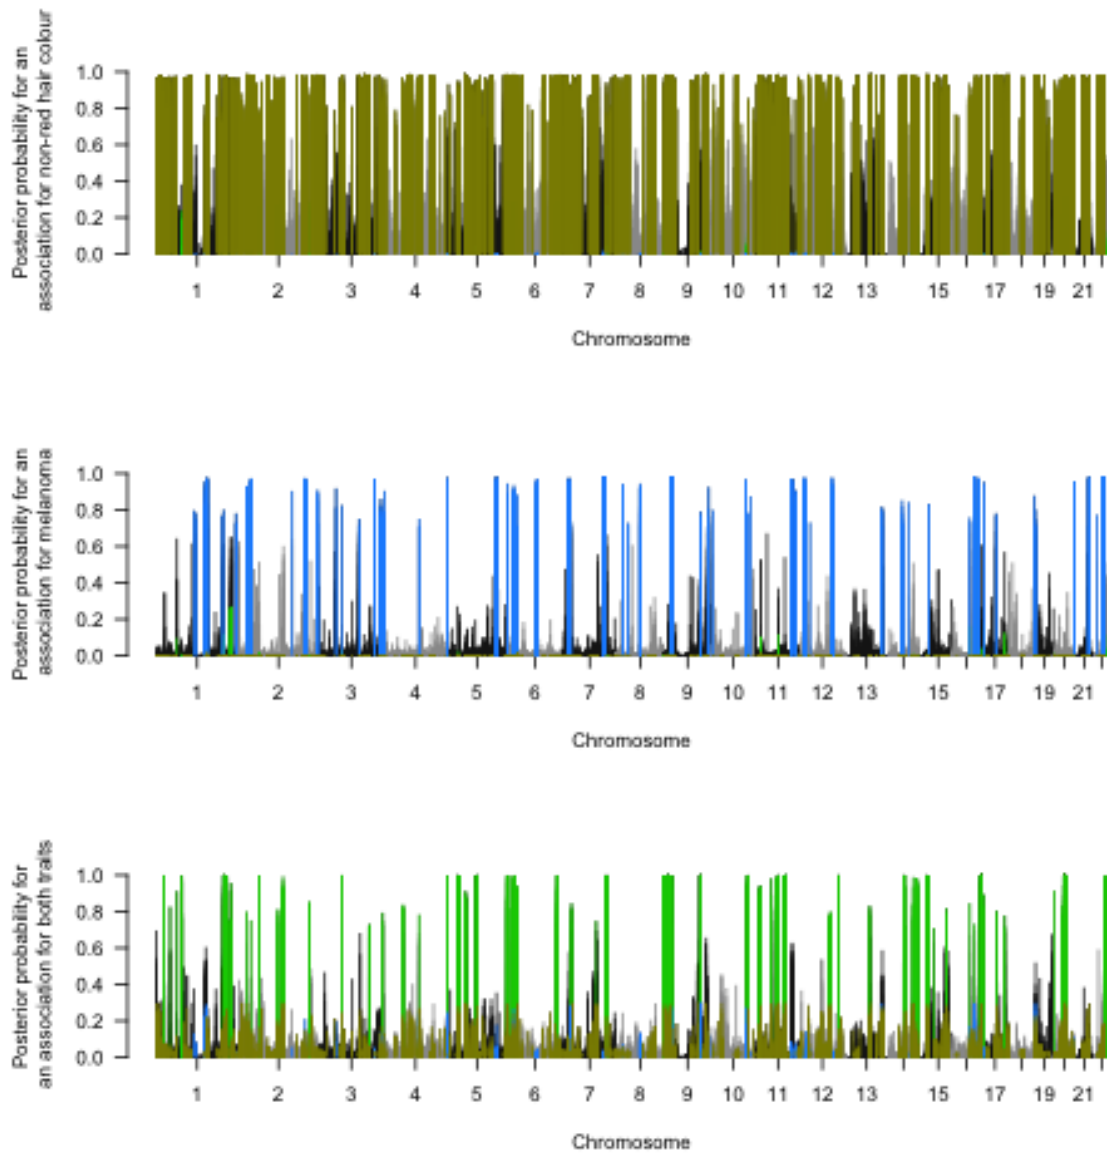 Posterior probability for an
association for non-red hair colour
1.0
0.8
0.6
0.4
0.2
0.0
1 2 3 4 5 6 7 8 9 10 11 12 13 15 17 19 21
Chromosome
Posterior probability for an
association for melanoma
1.0
0.8
0.6
0.4
0.2
0.0
1 2 3 4 5 6 7 8 9 10 11 12 13 15 17 19 21
Chromosome
Posterior probability for
an association for both traits
1.0
0.8
0.6
0.4
0.2
0.0
1 2 3 4 5 6 7 8 9 10 11 12 13 15 17 19 21
Chromosome